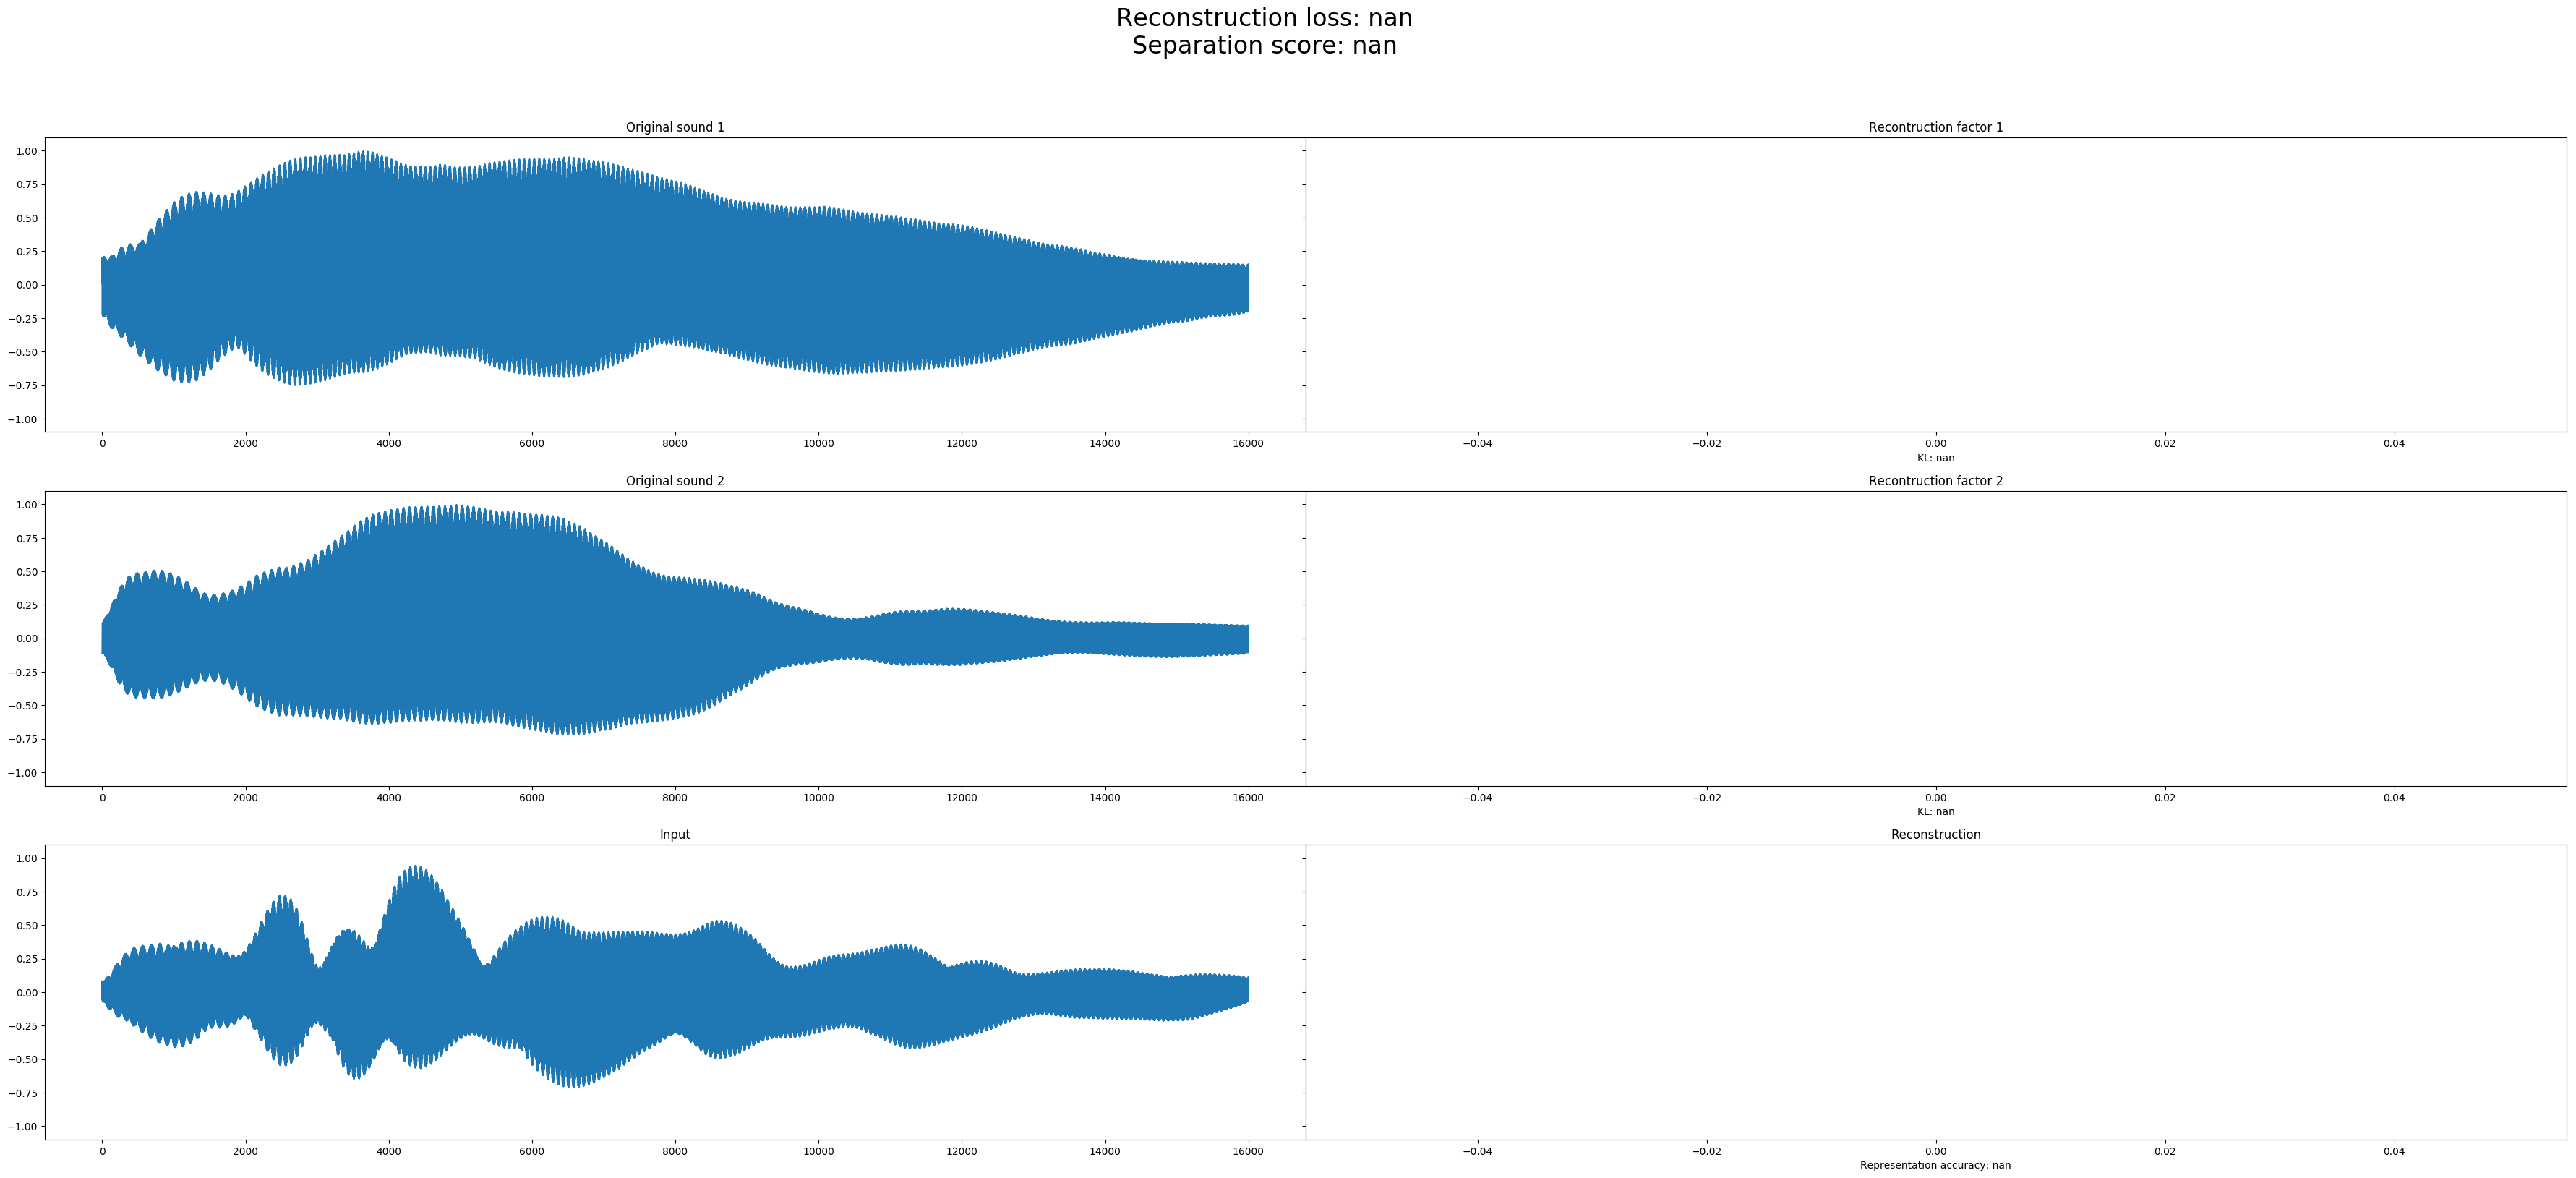 Reconstruction loss: nan
Separation score: nan
Original sound 1
Recontruction factor 1
1.00
0.75
0.50
0.25
0.00
−0.25
−0.50
−0.75
−1.00
0 2000 4000 6000 8000 10000 12000 14000 16000
−0.04 −0.02 0.00 0.02 0.04
KL: nan
Original sound 2
Recontruction factor 2
1.00
0.75
0.50
0.25
0.00
−0.25
−0.50
−0.75
−1.00
0 2000 4000 6000 8000 10000 12000 14000 16000
−0.04 −0.02 0.00 0.02 0.04
KL: nan
Input
Reconstruction
1.00
0.75
0.50
0.25
0.00
−0.25
−0.50
−0.75
−1.00
0 2000 4000 6000 8000 10000 12000 14000 16000
−0.04 −0.02 0.00 0.02 0.04
Representation accuracy: nan